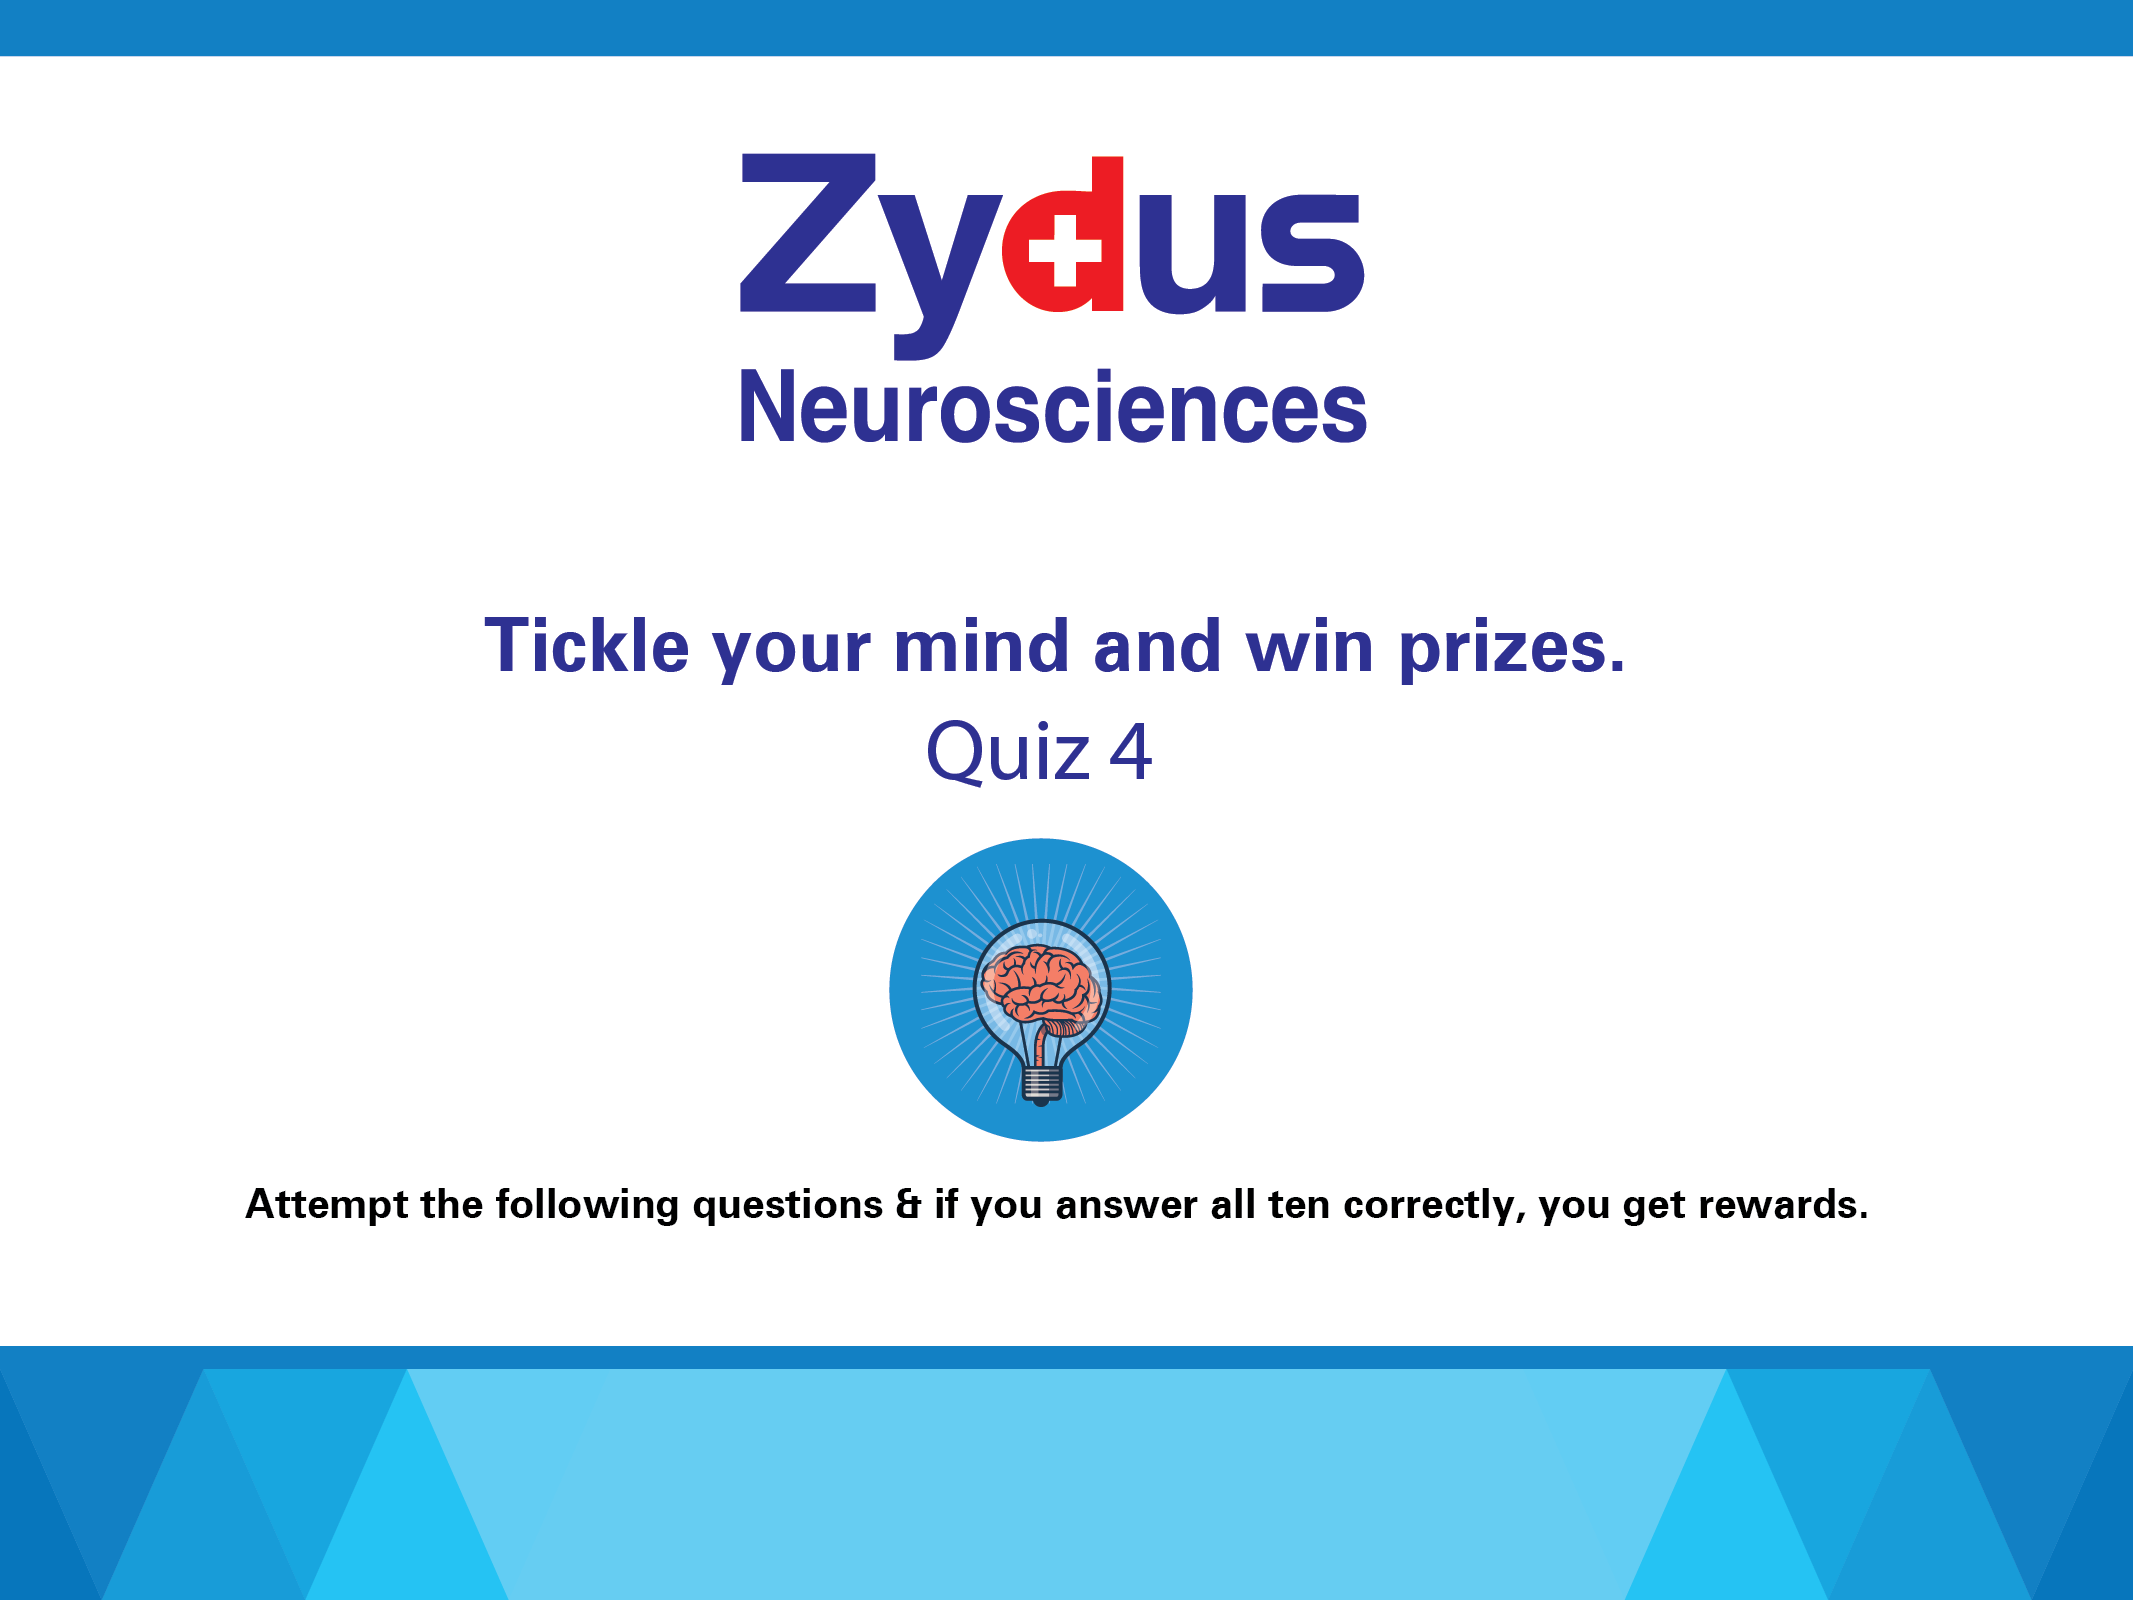 Zydus
Neurosciences
Tickle your mind and win prizes.
Quiz 4
Attempt the following questions & if you answer all ten correctly, you get rewards.